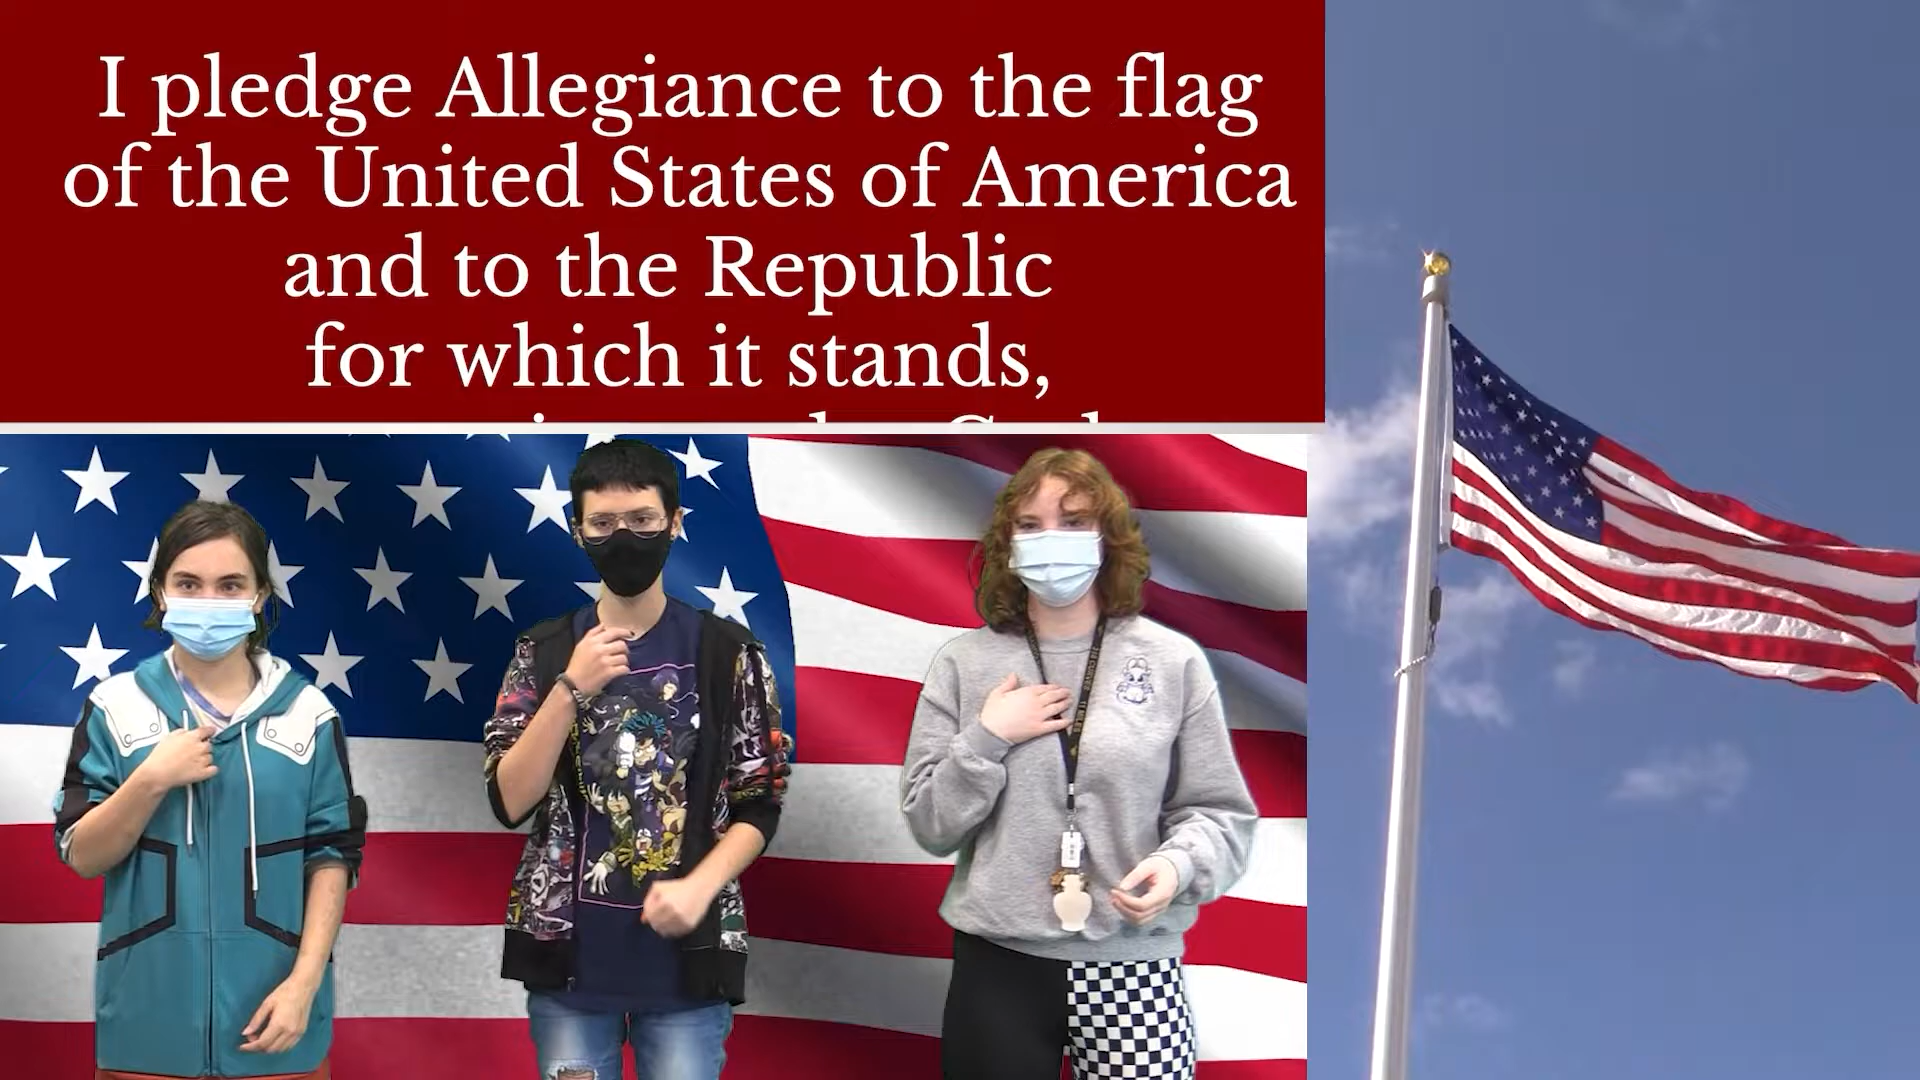 I pledge Allegiance to the flag
of the United States of America
and to the Republic
for which it stands,